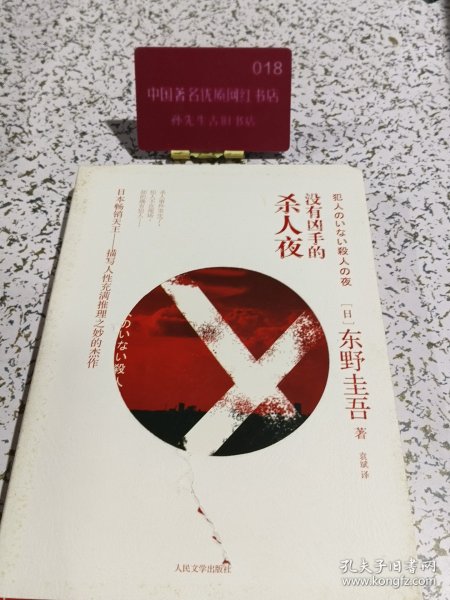 018
中国著名优质网红书店
孙先生古旧书店
犯人のいない殺人の夜
没有凶手的
杀人夜
[日]东野圭吾 著
袁斌 译
日本畅销天王——描写人性充满推理之妙的杰作
のいない殺人
人民文学出版社
孔夫子旧书网
www.kongfz.com